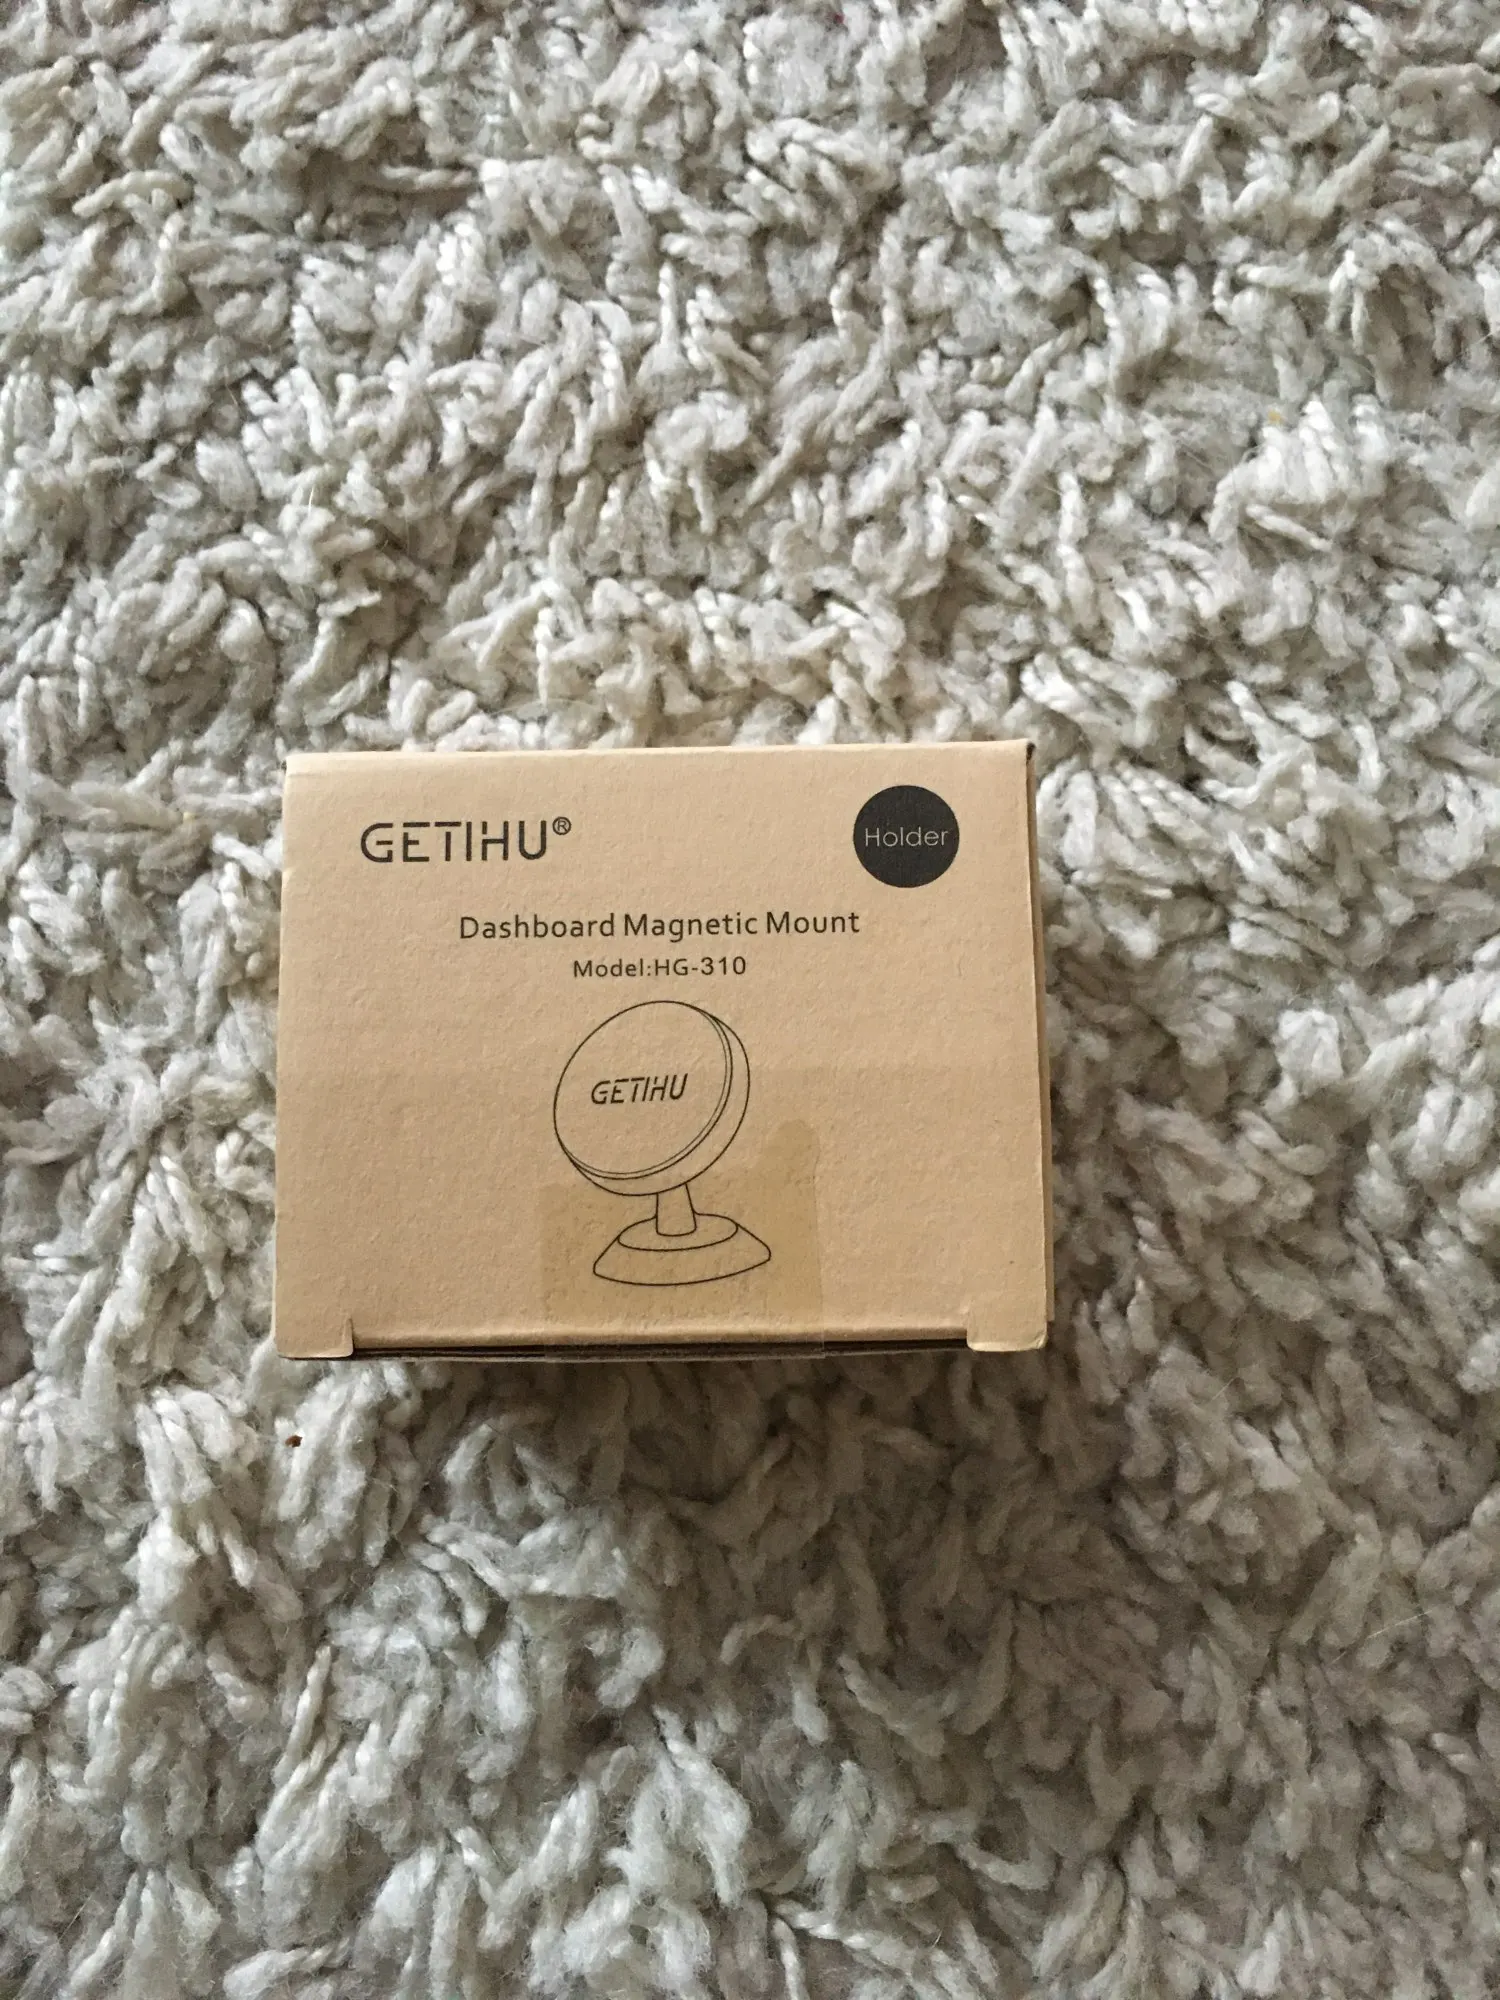 GETIHU®
Holder
Dashboard Magnetic Mount
Model:HG-310
GETIHU